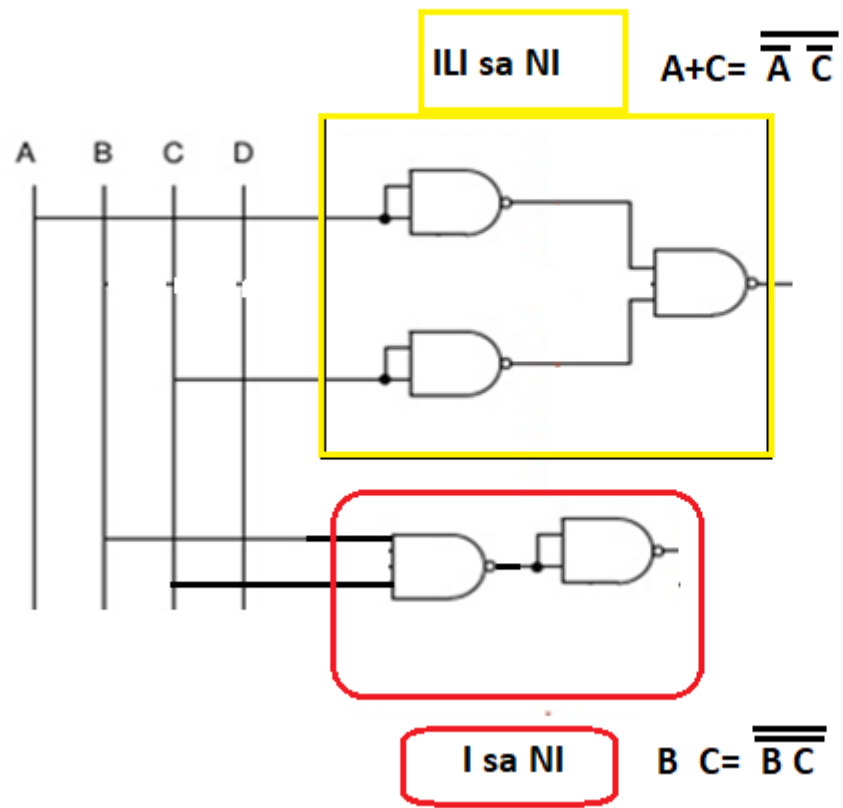 ILI sa NI
A+C= A̿ C̿
A B C D
I sa NI
B C= B̿ ̿C̿